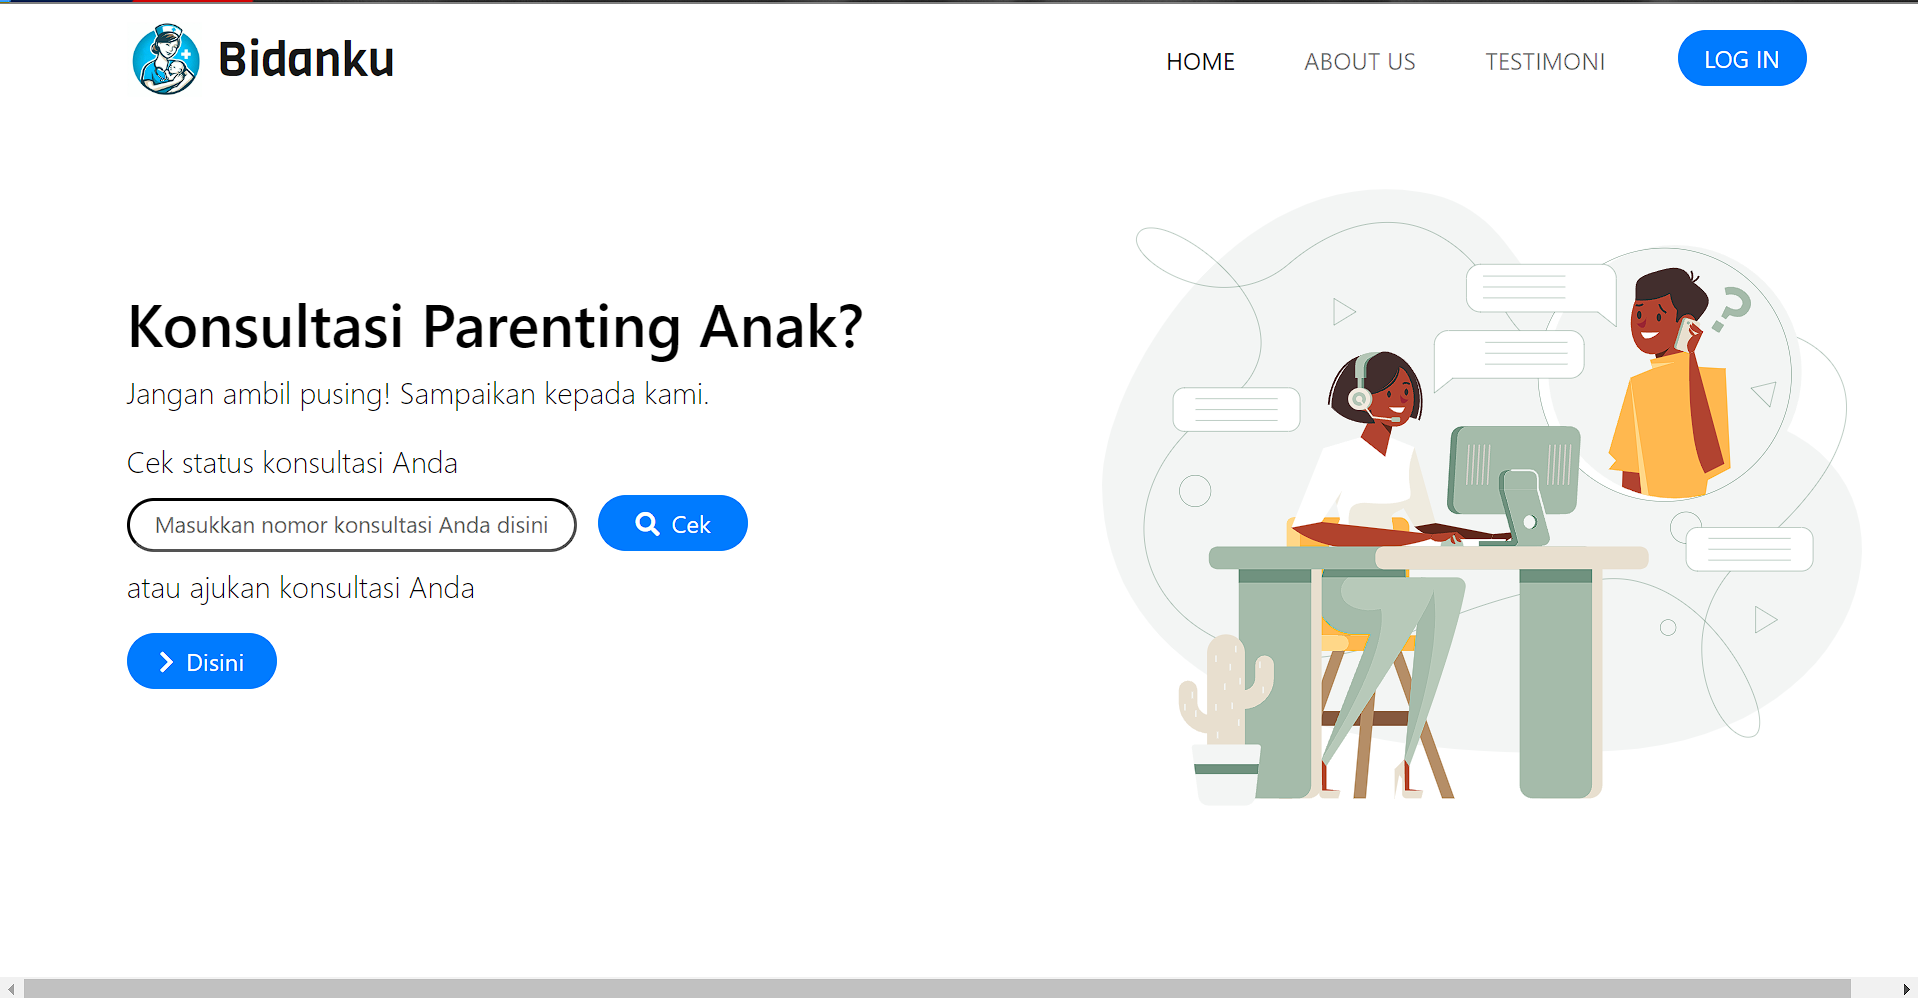 Bidanku
HOME
ABOUT US
TESTIMONI
LOG IN
Konsultasi Parenting Anak?
Jangan ambil pusing! Sampaikan kepada kami.
Cek status konsultasi Anda
Masukkan nomor konsultasi Anda disini
Cek
atau ajukan konsultasi Anda
Disini
?